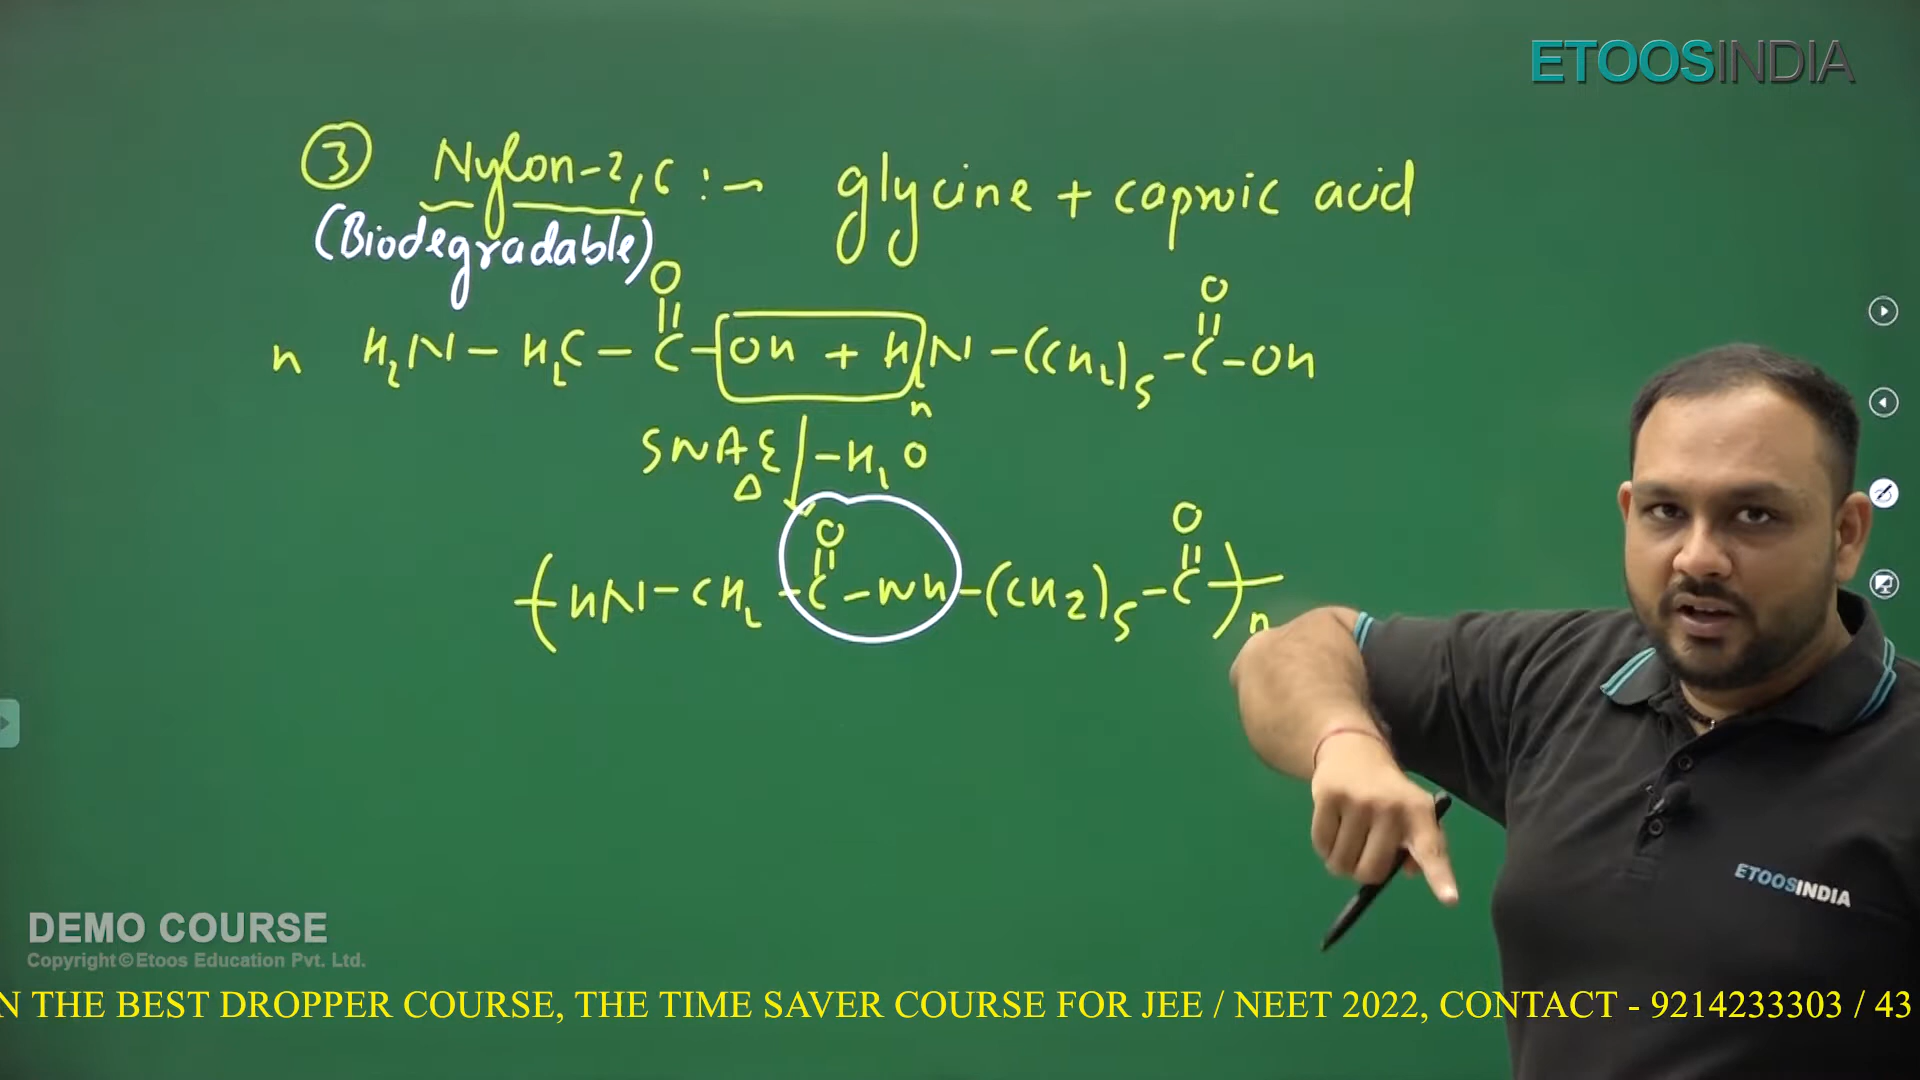 ETOOSINDIA
③ Nylon-2,6 :- glycine + caproic acid
(Biodegradable)
O O
|| ||
n H₂N - H₂C - C - OH + H₂N - (CH₂)₅ - C - OH
n
SNAE - H₂O
Δ
O O
|| ||
( HN - CH₂ - C - NH - (CH₂)₅ - C )n
ETOOSINDIA
DEMO COURSE
Copyright © Etoos Education Pvt. Ltd.
N THE BEST DROPPER COURSE, THE TIME SAVER COURSE FOR JEE / NEET 2022, CONTACT - 9214233303 / 43